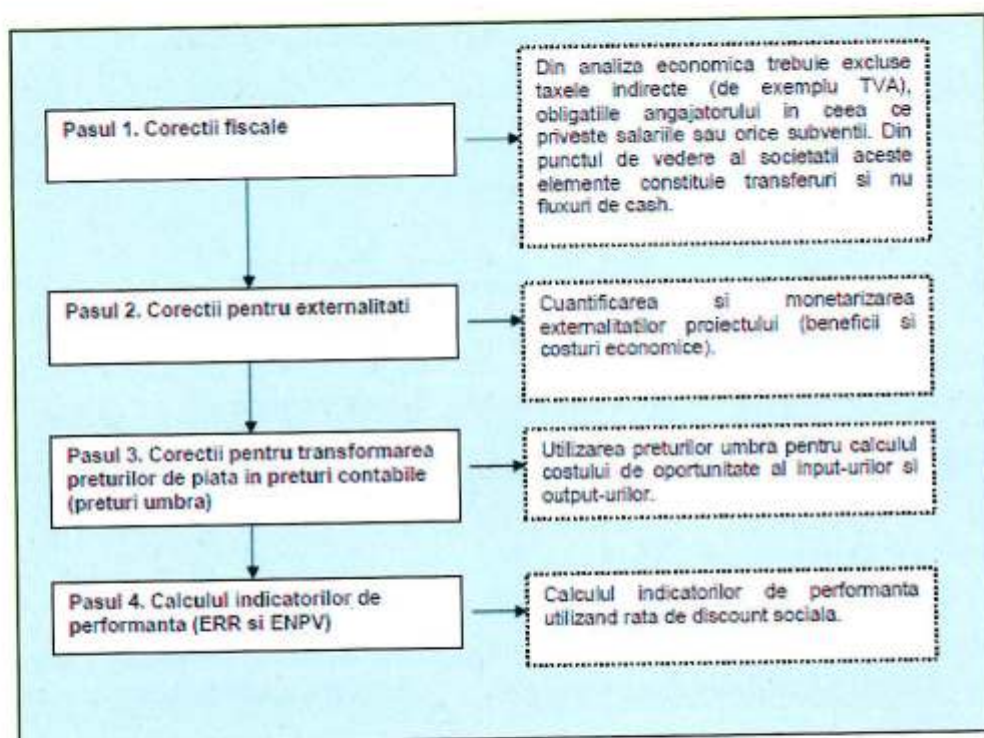 Pasul 1. Corectii fiscale
Din analiza economica trebuie excluse
taxele indirecte (de exemplu TVA),
obligatiile angajatorului in ceea ce
priveste salariile sau orice subventii. Din
punctul de vedere al societatii aceste
elemente constituie transferuri si nu
fluxuri de cash.
Pasul 2. Corectii pentru externalitati
Cuantificarea si monetarizarea
externalitatilor proiectului (beneficii si
costuri economice).
Pasul 3. Corectii pentru transformarea
preturilor de piata in preturi contabile
(preturi umbra)
Utilizarea preturilor umbra pentru calculul
costului de oportunitate al input-urilor si
output-urilor.
Pasul 4. Calculul indicatorilor de
performanta (ERR si ENPV)
Calculul indicatorilor de performanta
utilizand rata de discount sociala.